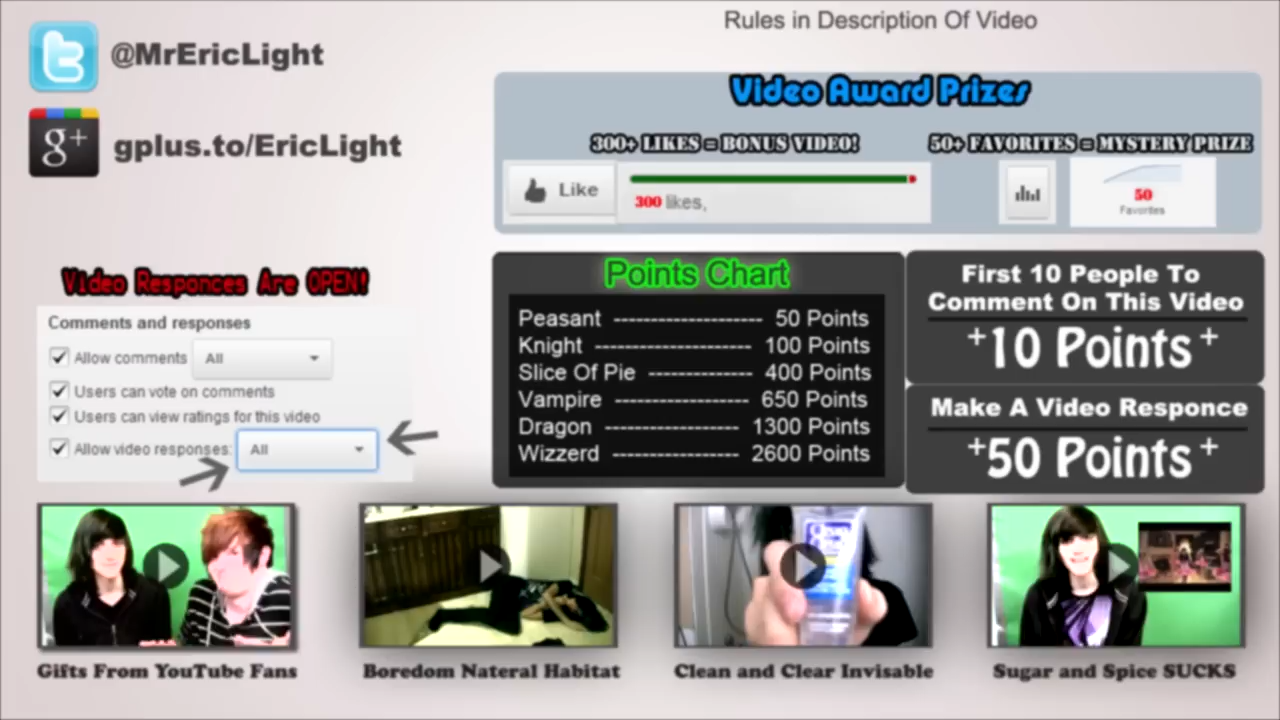 Rules in Description Of Video
@MrEricLight
gplus.to/EricLight
Video Award Prizes
300+ LIKES = BONUS VIDEO!
50+ FAVORITES = MYSTERY PRIZE
Like
300 likes,
50
Favorites
Video Responces Are OPEN!
Comments and responses
Allow comments All
Users can vote on comments
Users can view ratings for this video
Allow video responses: All
Points Chart
Peasant -------------------- 50 Points
Knight --------------------- 100 Points
Slice Of Pie -------------- 400 Points
Vampire ------------------ 650 Points
Dragon ------------------ 1300 Points
Wizzerd ----------------- 2600 Points
First 10 People To
Comment On This Video
+10 Points+
Make A Video Responce
+50 Points+
Gifts From YouTube Fans
Boredom Nateral Habitat
Clean and Clear Invisable
Sugar and Spice SUCKS